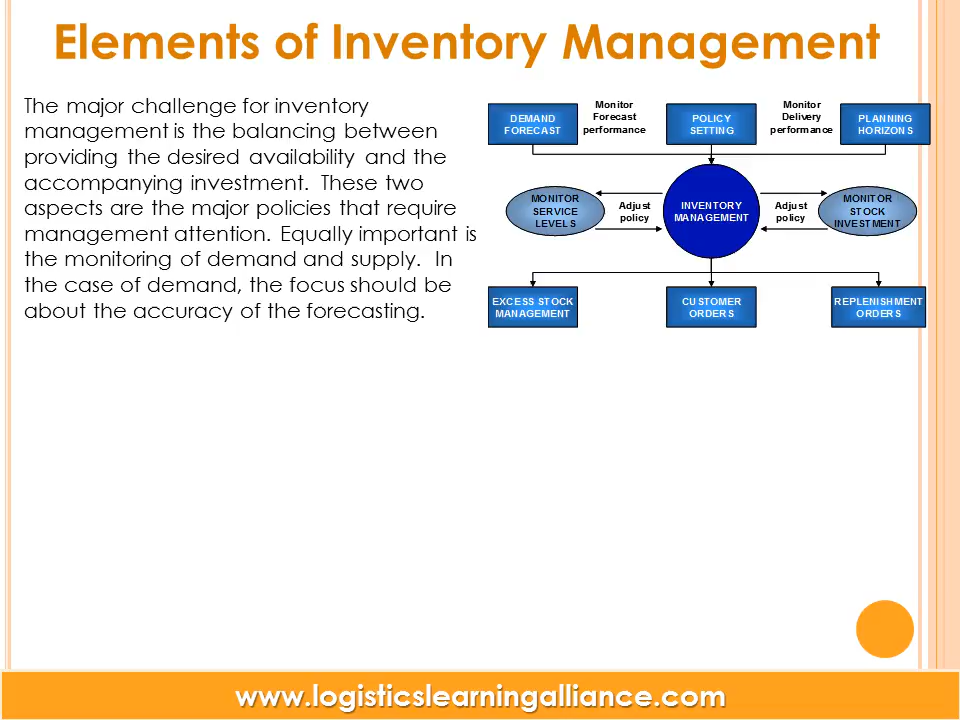 Elements of Inventory Management
The major challenge for inventory
management is the balancing between
providing the desired availability and the
accompanying investment.  These two
aspects are the major policies that require
management attention.  Equally important is
the monitoring of demand and supply.  In
the case of demand, the focus should be
about the accuracy of the forecasting.
DEMAND
FORECAST
Monitor
Forecast
performance
POLICY
SETTING
Monitor
Delivery
performance
PLANNING
HORIZONS
MONITOR
SERVICE
LEVELS
Adjust
policy
INVENTORY
MANAGEMENT
Adjust
policy
MONITOR
STOCK
INVESTMENT
EXCESS STOCK
MANAGEMENT
CUSTOMER
ORDERS
REPLENISHMENT
ORDERS
www.logisticslearningalliance.com